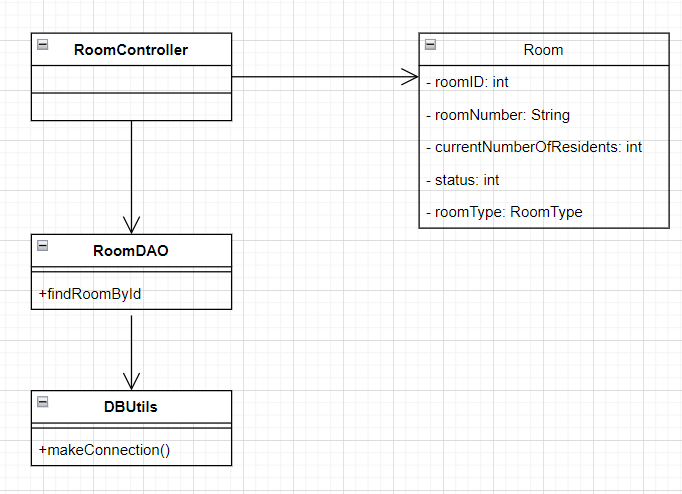 RoomController
Room
- roomID: int
- roomNumber: String
- currentNumberOfResidents: int
- status: int
- roomType: RoomType
RoomDAO
+findRoomById
DBUtils
+makeConnection()